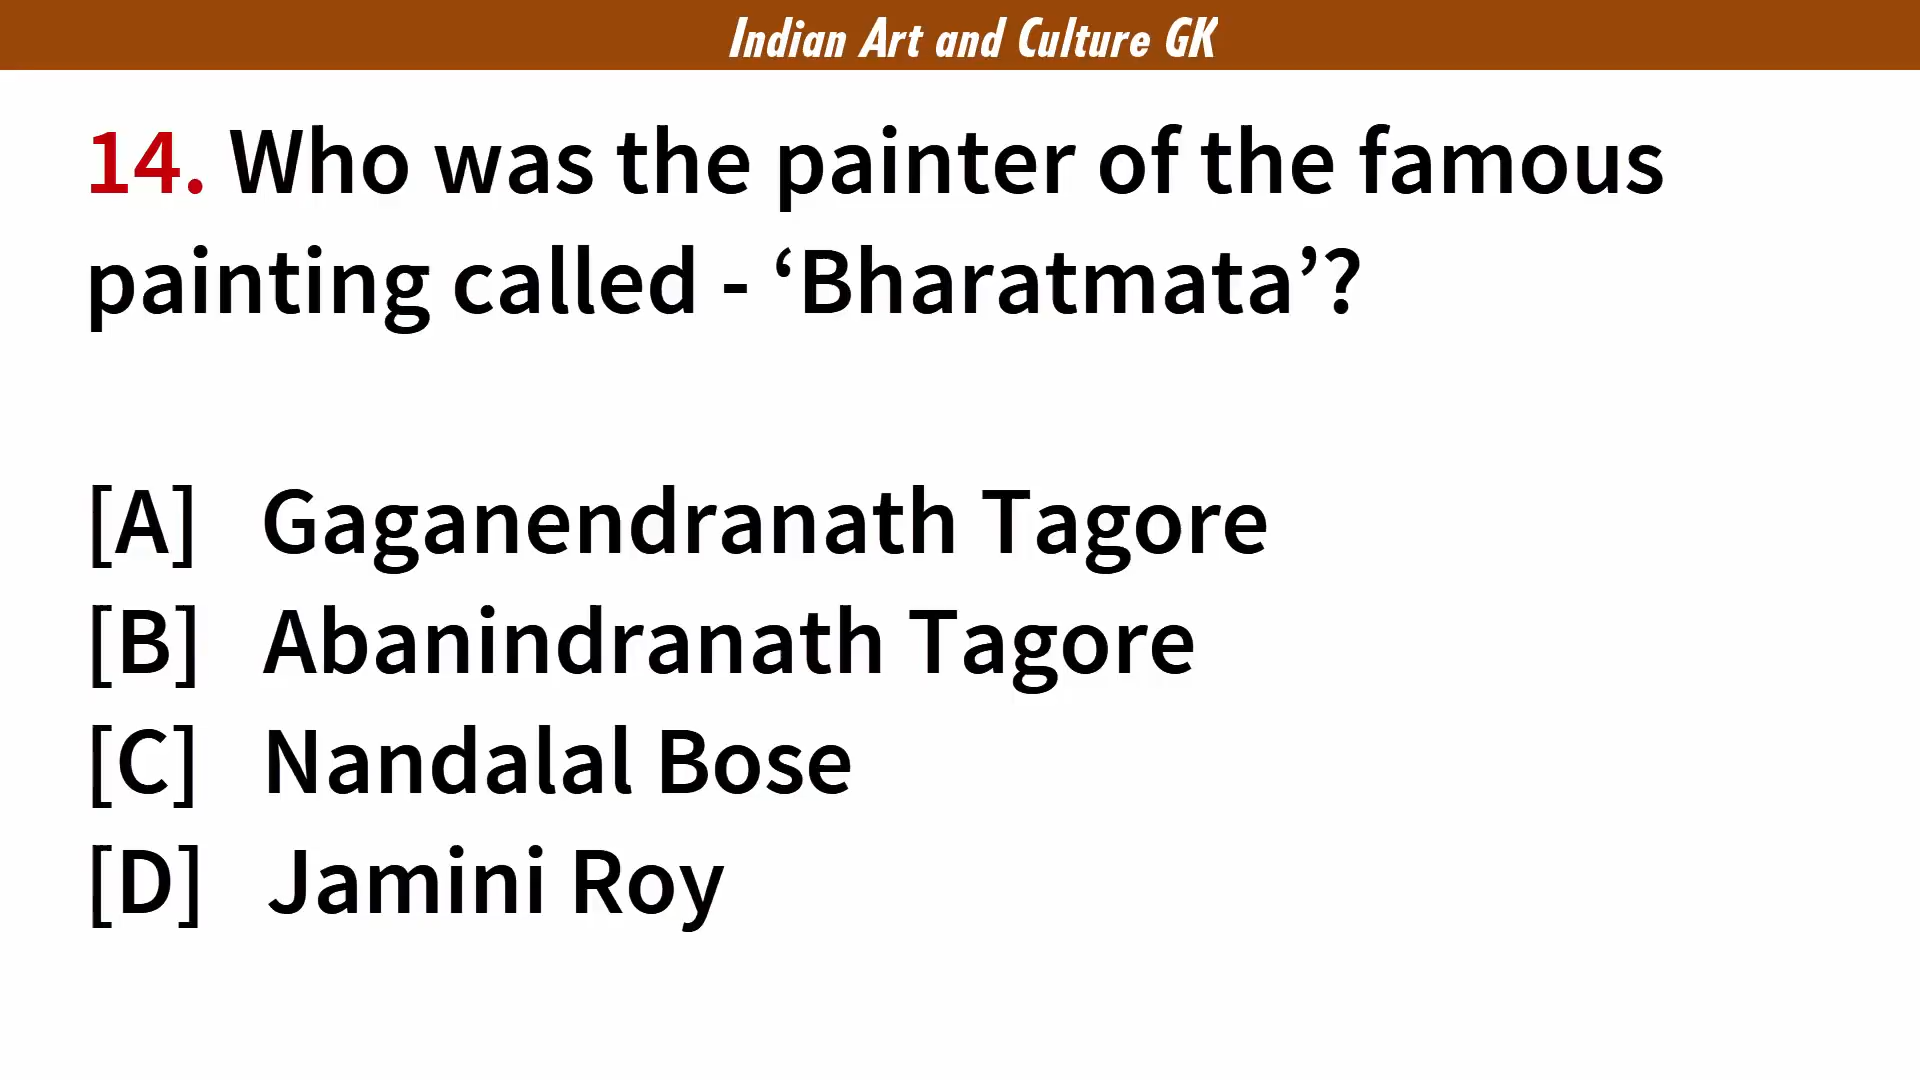 Indian Art and Culture GK
14. Who was the painter of the famous
painting called - ‘Bharatmata’?
[A] Gaganendranath Tagore
[B] Abanindranath Tagore
[C] Nandalal Bose
[D] Jamini Roy